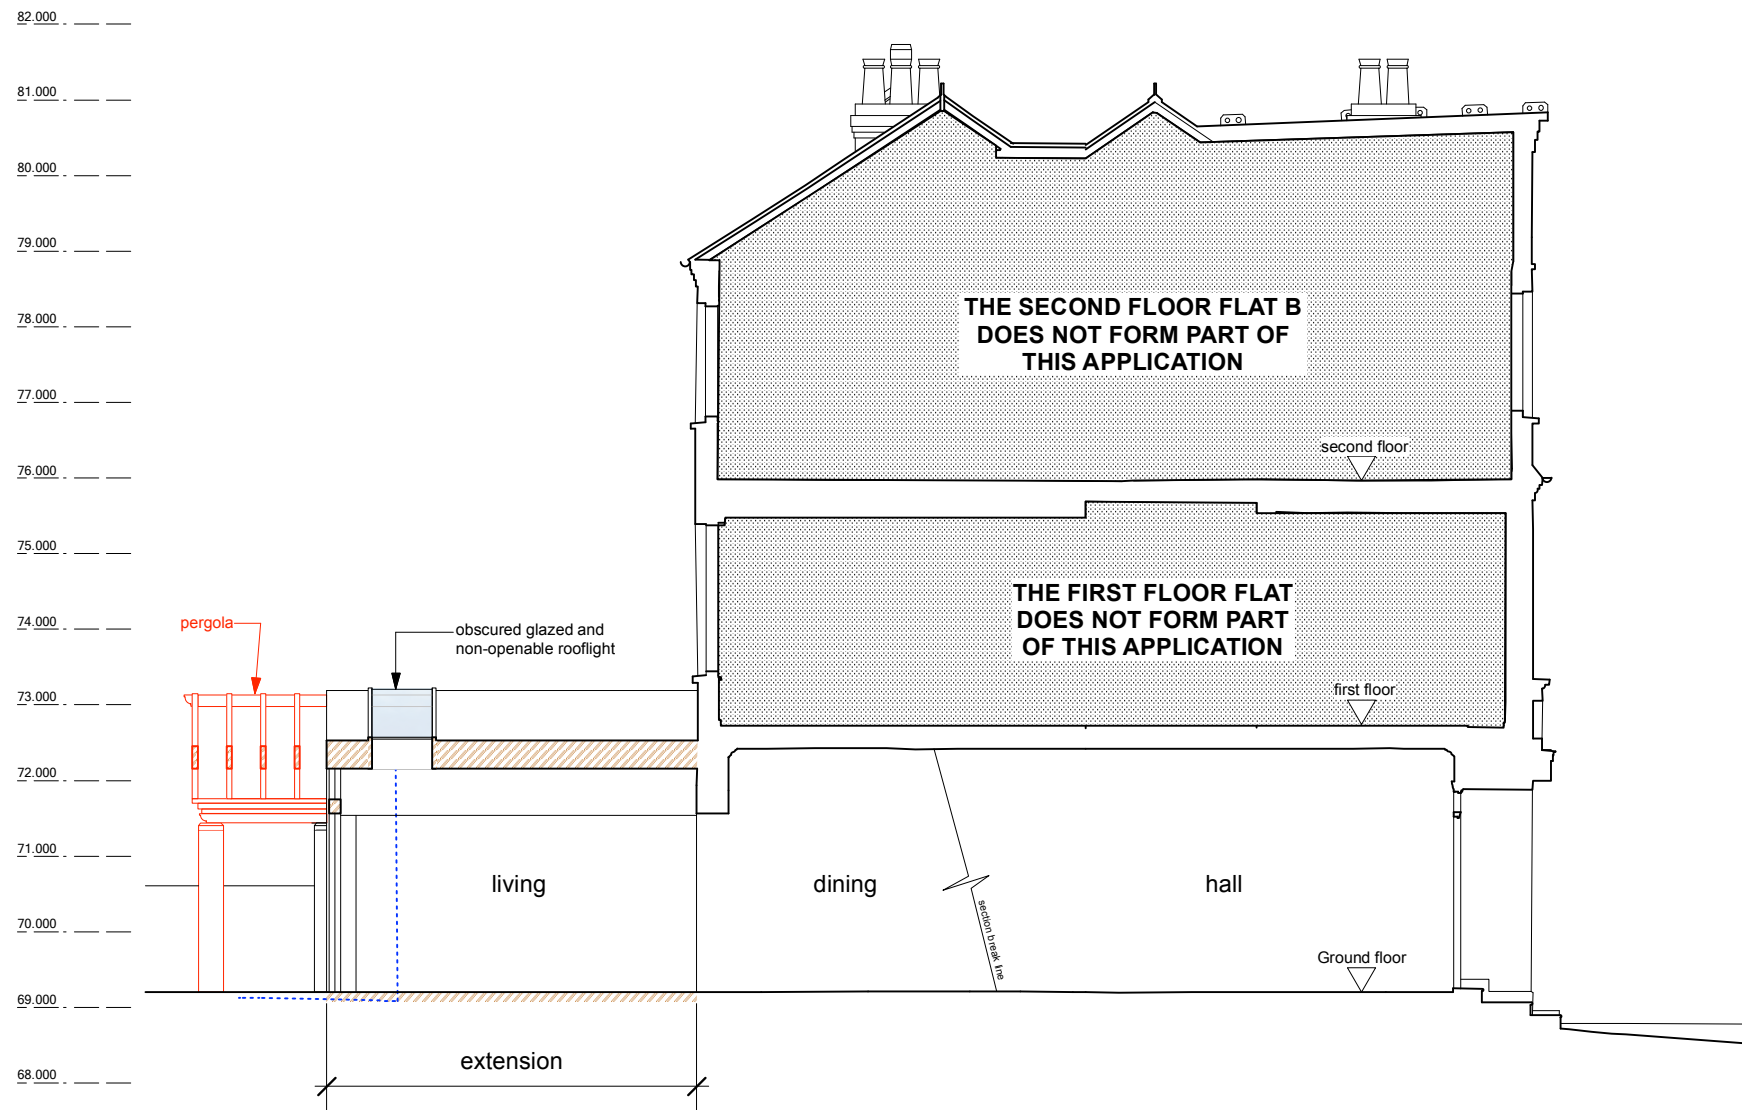 82.000
81.000
80.000
79.000
78.000
77.000
76.000
75.000
74.000
73.000
72.000
71.000
70.000
69.000
68.000
THE SECOND FLOOR FLAT B
DOES NOT FORM PART OF
THIS APPLICATION
second floor
THE FIRST FLOOR FLAT
DOES NOT FORM PART
OF THIS APPLICATION
first floor
pergola
obscured glazed and
non-openable rooflight
living
dining
hall
section break line
Ground floor
extension